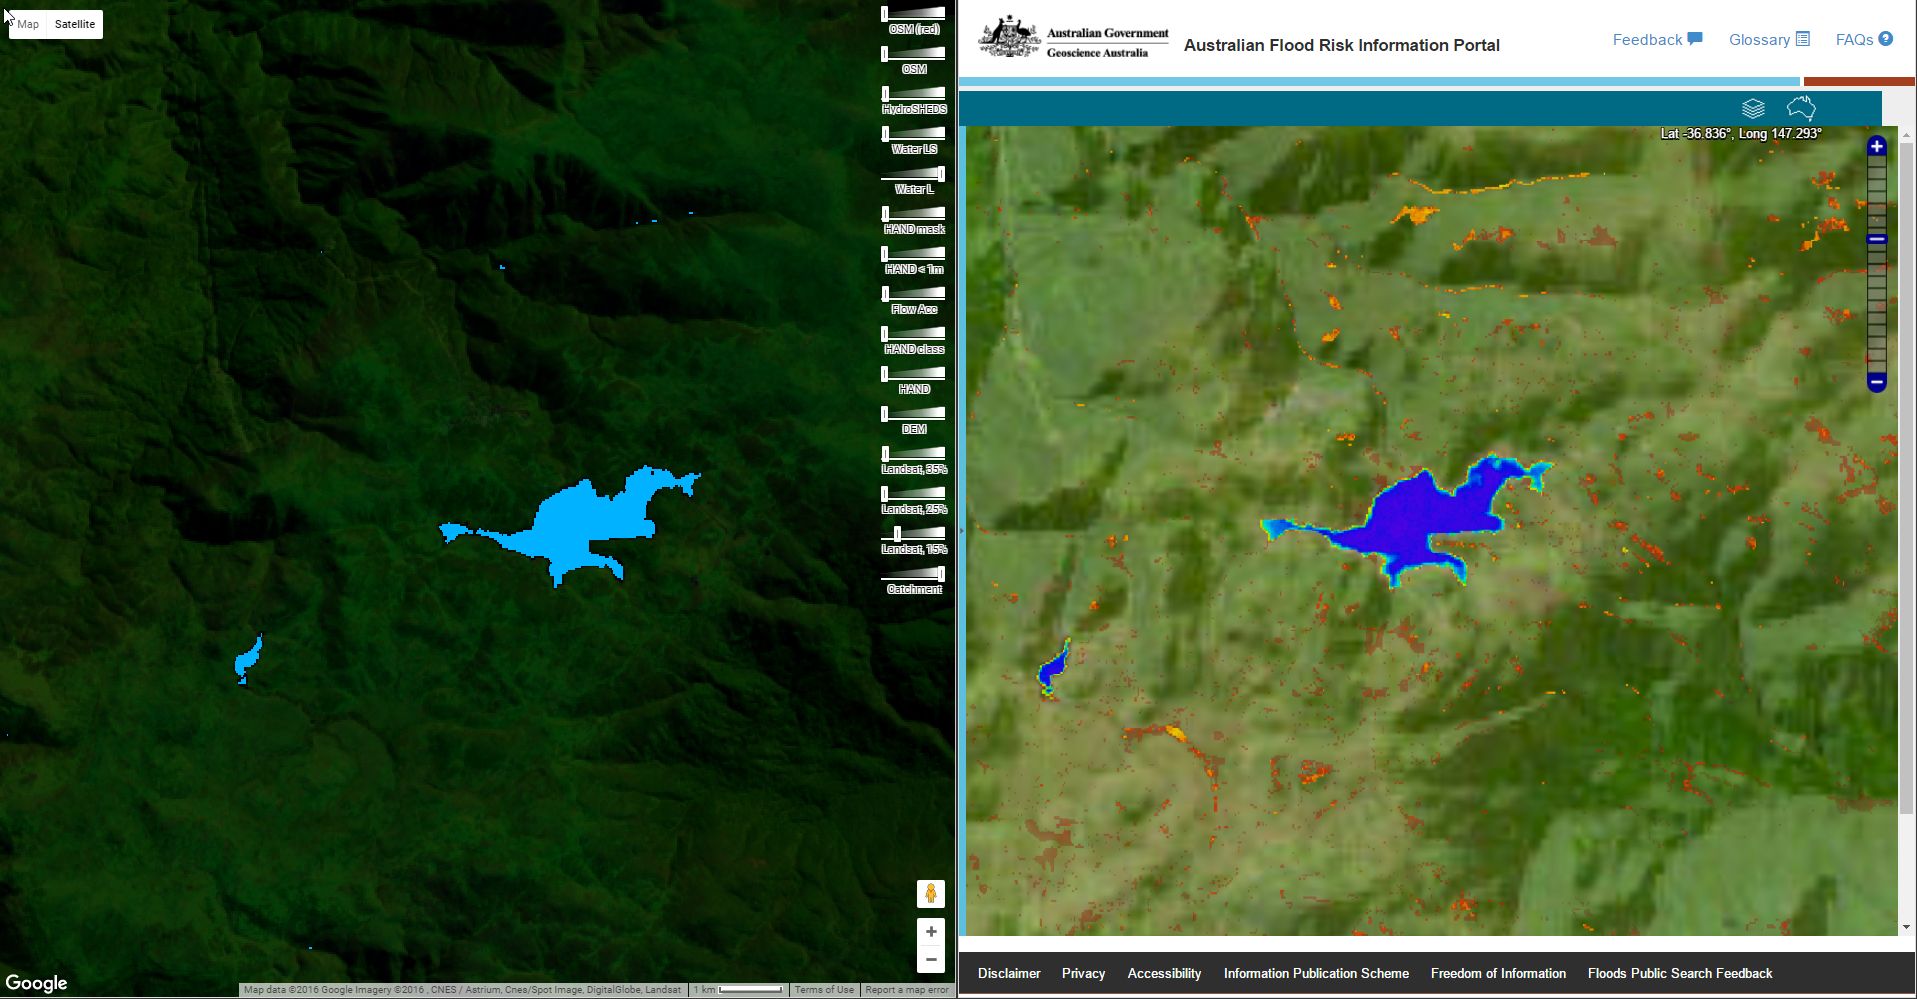 Map Satellite
OSM (red)
OSM
HydroSHEDS
Water LS
Water L
HAND mask
HAND < 1m
Flow Acc
HAND class
HAND
DEM
Landsat, 35%
Landsat, 25%
Landsat, 15%
Catchment
Google
Map data ©2016 Google Imagery ©2016 , CNES / Astrium, Cnes/Spot Image, DigitalGlobe, Landsat 1 km Terms of Use Report a map error
Australian Government
Geoscience Australia
Australian Flood Risk Information Portal
Feedback Glossary FAQs
Lat -36.836°, Long 147.293°
Disclaimer Privacy Accessibility Information Publication Scheme Freedom of Information Floods Public Search Feedback